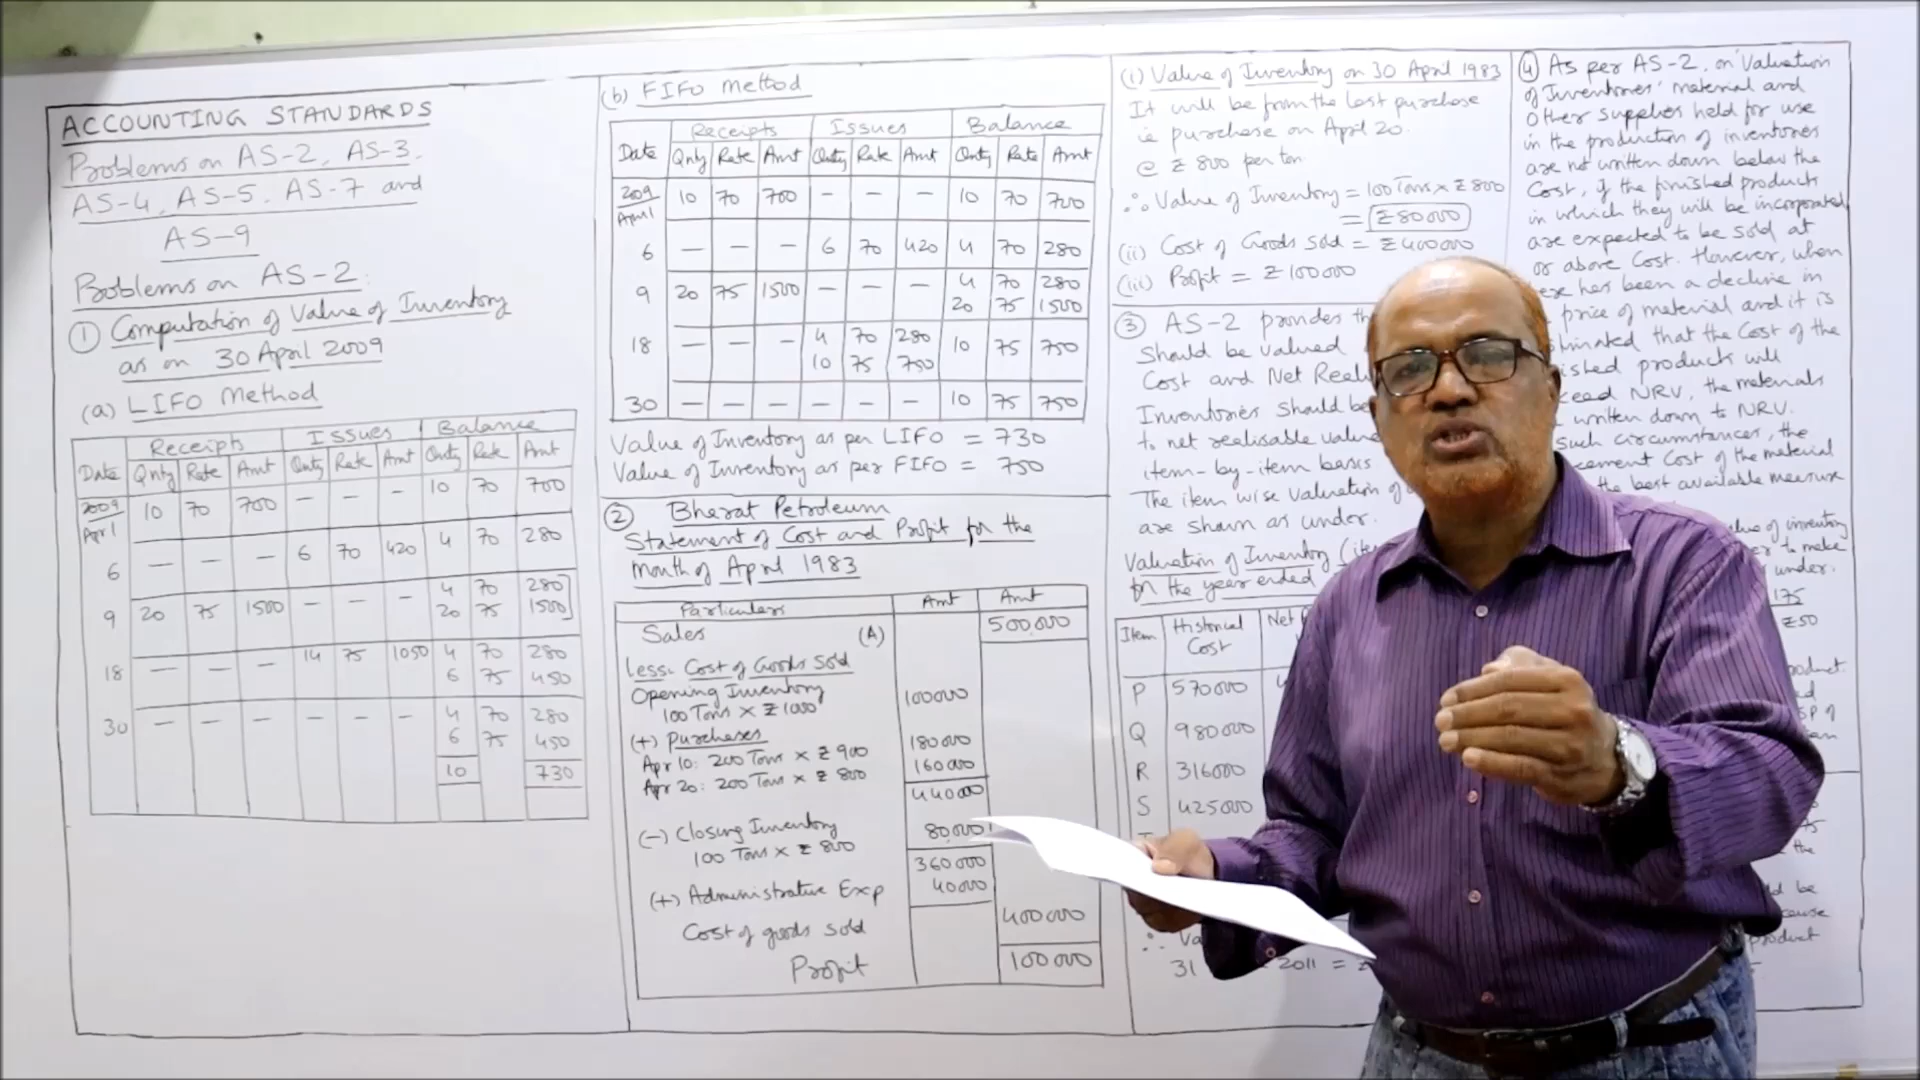 ACCOUNTING STANDARDS
Problems on AS-2, AS-3,
AS-4, AS-5, AS-7 and
AS-9
Problems on AS-2:
① Computation of Value of Inventory
as on 30 April 2009
(a) LIFO Method
Receipts Issues Balance
Date Qnty Rate Amt Qnty Rate Amt Qnty Rate Amt
2009
April 10 70 700 — — — 10 70 700
6 — — — 6 70 420 4 70 280
9 20 75 1500 — — — 4 70 280
20 75 1500
18 — — — 14 75 1050 4 70 280
6 75 450
30 — — — — — — 4 70 280
6 75 450
10 730
(b) FIFO Method
Receipts Issues Balance
Date Qnty Rate Amt Qnty Rate Amt Qnty Rate Amt
2009
April 10 70 700 — — — 10 70 700
6 — — — 6 70 420 4 70 280
9 20 75 1500 — — — 4 70 280
20 75 1500
18 — — — 4 70 280 10 75 750
10 75 750
30 — — — — — — 10 75 750
Value of Inventory as per LIFO = 730
Value of Inventory as per FIFO = 750
② Bharat Petroleum
Statement of Cost and Profit for the
Month of April 1983
Particulars Amt Amt
Sales (A) 500000
Less: Cost of Goods Sold
Opening Inventory
100 Tons x ₹1000 100000
(+) Purchases
Apr 10: 200 Tons x ₹ 900 180000
Apr 20: 200 Tons x ₹ 800 160000
440000
(-) Closing Inventory 80,000
100 Tons x ₹ 800
360000
(+) Administrative Exp 40000
Cost of goods sold 400000
Profit 100000
(i) Value of Inventory on 30 April 1983
It will be from the last purchase
ie purchase on April 20.
@ ₹ 800 per ton
∴ Value of Inventory = 100 Tons x ₹ 800
= ₹ 80000
(ii) Cost of Goods Sold = ₹ 400000
(iii) Profit = ₹ 100000
③ AS-2 provides
Should be valued
Cost and Net
Inventories should be
to net realisable value
item-by-item basis
The item wise valuation of
are shown as under.
Valuation of Inventory
for the year ended
Item Historical
Cost
P 570000
Q 980000
R 316000
S 425000
31 2011 =
④ As per AS-2, on 'Valuation
of Inventories' material and
Other supplies held for use
in the production of inventories
are not written down below the
Cost, if the finished products
in which they will be incorporated
are expected to be sold at
or above Cost. However, when
has been a decline in
price of material and it is
that the Cost of the
products will
NRV, the materials
written down to NRV.
such circumstances, the
Cost of the material
the best available measure
of inventory
to make
under.
175
₹50
product